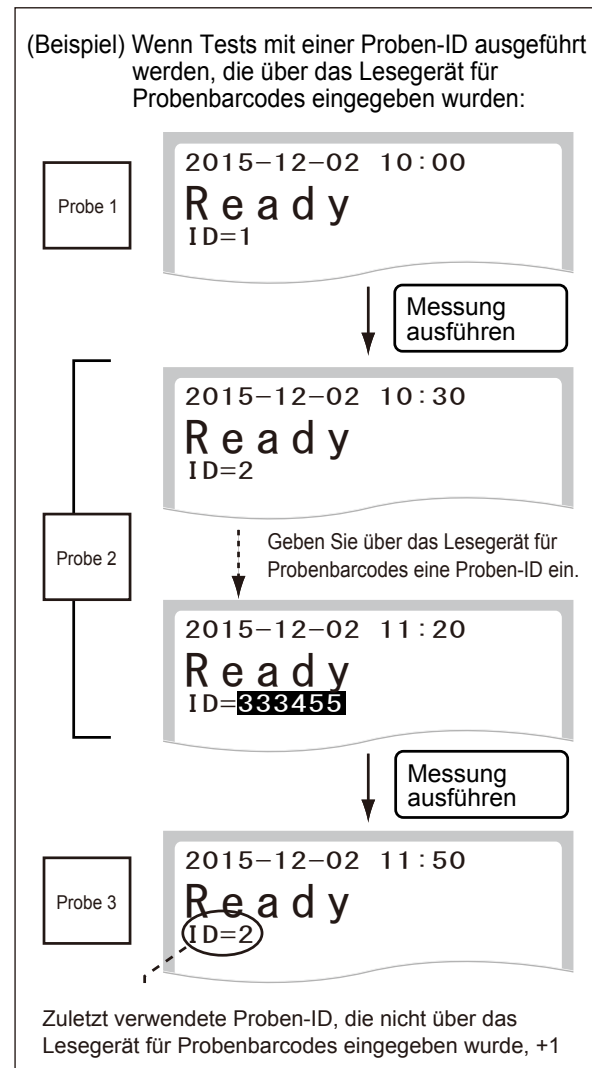 (Beispiel) Wenn Tests mit einer Proben-ID ausgeführt
werden, die über das Lesegerät für
Probenbarcodes eingegeben wurden:
Probe 1
2015-12-02 10:00
Ready
ID=1
Messung
ausführen
Probe 2
2015-12-02 10:30
Ready
ID=2
Geben Sie über das Lesegerät für
Probenbarcodes eine Proben-ID ein.
2015-12-02 11:20
Ready
ID=333455
Messung
ausführen
Probe 3
2015-12-02 11:50
Ready
ID=2
Zuletzt verwendete Proben-ID, die nicht über das
Lesegerät für Probenbarcodes eingegeben wurde, +1